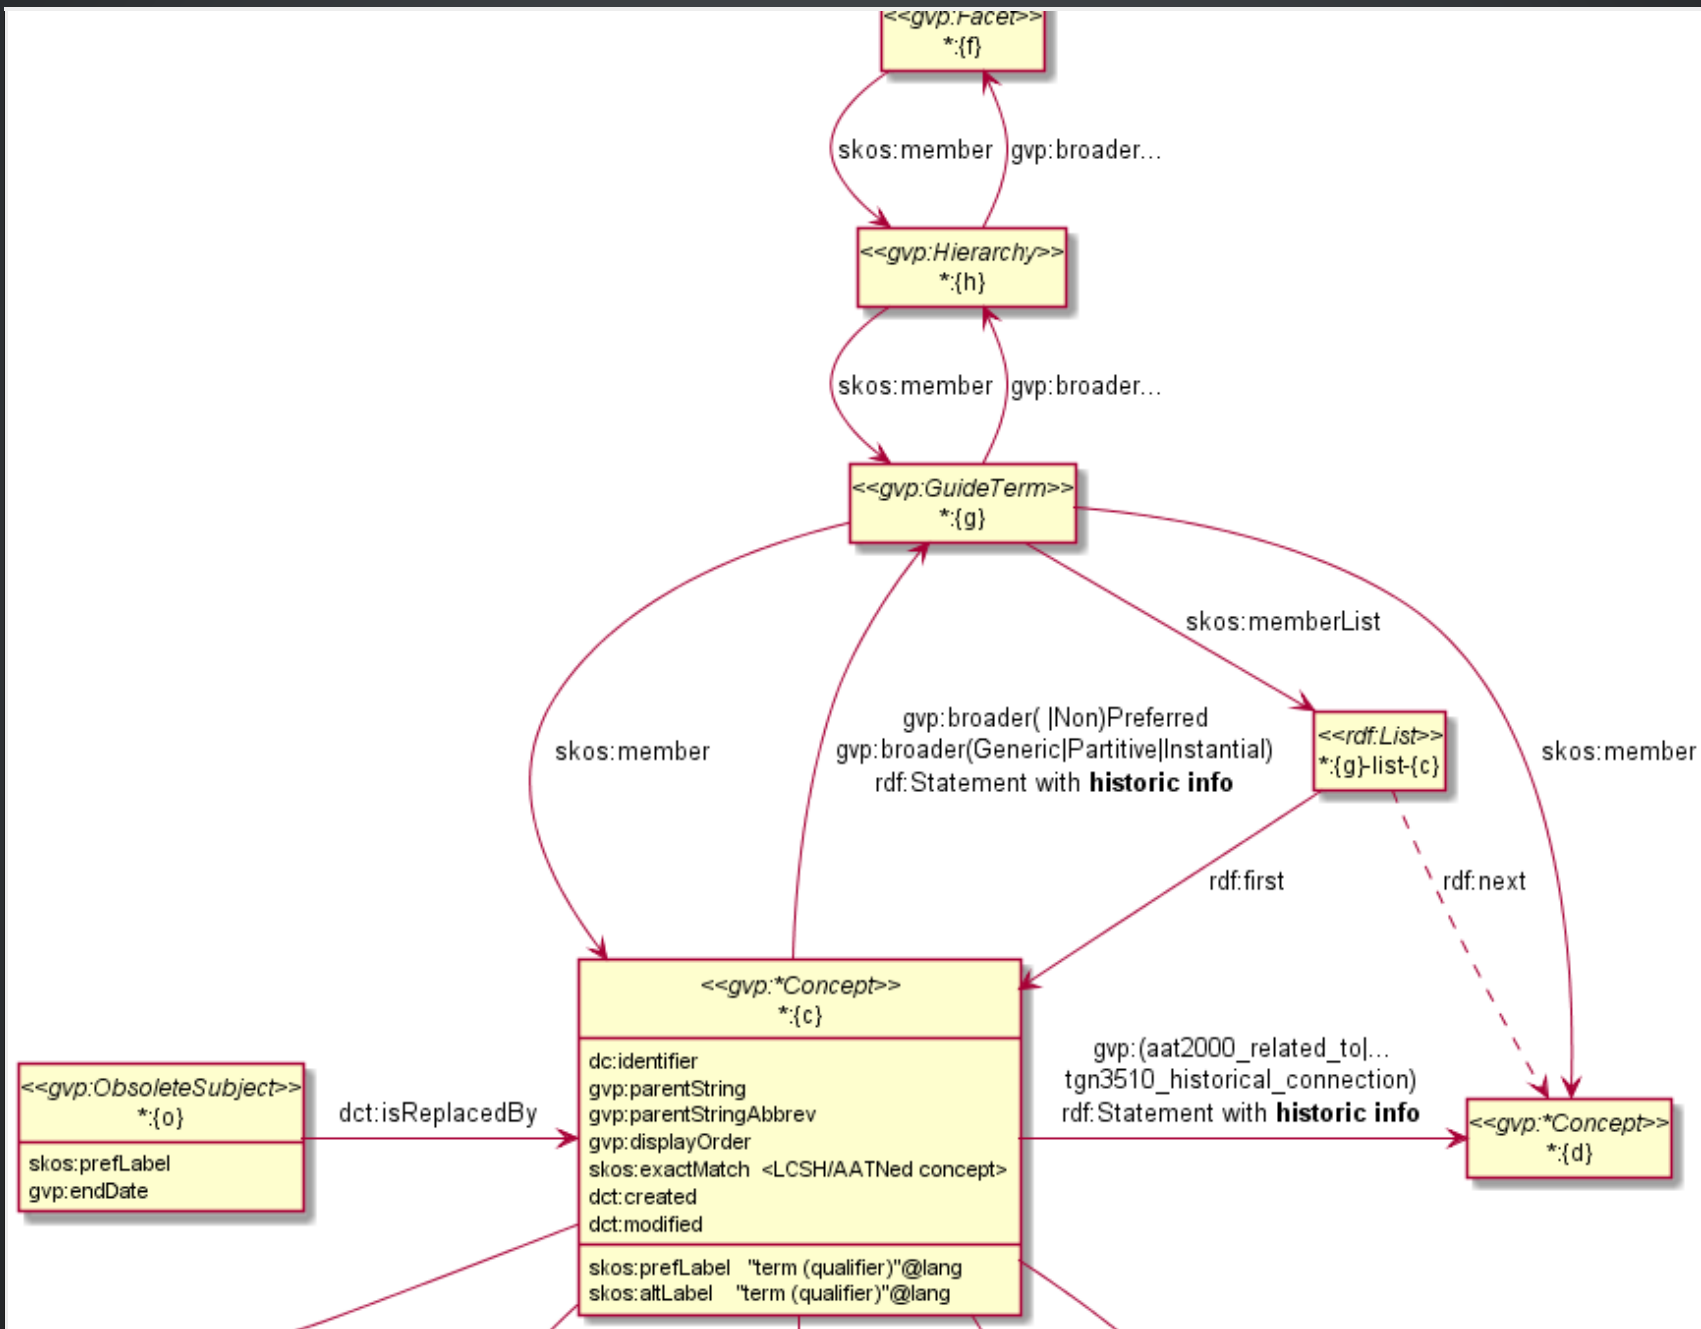 <<gvp:Facet>>
*:{f}
skos:member
gvp:broader...
<<gvp:Hierarchy>>
*:{h}
skos:member
gvp:broader...
<<gvp:GuideTerm>>
*:{g}
skos:memberList
gvp:broader( |Non)Preferred
gvp:broader(Generic|Partitive|Instantial)
rdf:Statement with historic info
skos:member
<<rdf:List>>
*:{g}-list-{c}
skos:member
rdf:first
rdf:next
<<gvp:*Concept>>
*:{c}
dc:identifier
gvp:parentString
gvp:parentStringAbbrev
gvp:displayOrder
skos:exactMatch <LCSH/AATNed concept>
dct:created
dct:modified
skos:prefLabel "term (qualifier)"@lang
skos:altLabel "term (qualifier)"@lang
<<gvp:ObsoleteSubject>>
*:{o}
skos:prefLabel
gvp:endDate
dct:isReplacedBy
gvp:(aat2000_related_to|...
tgn3510_historical_connection)
rdf:Statement with historic info
<<gvp:*Concept>>
*:{d}